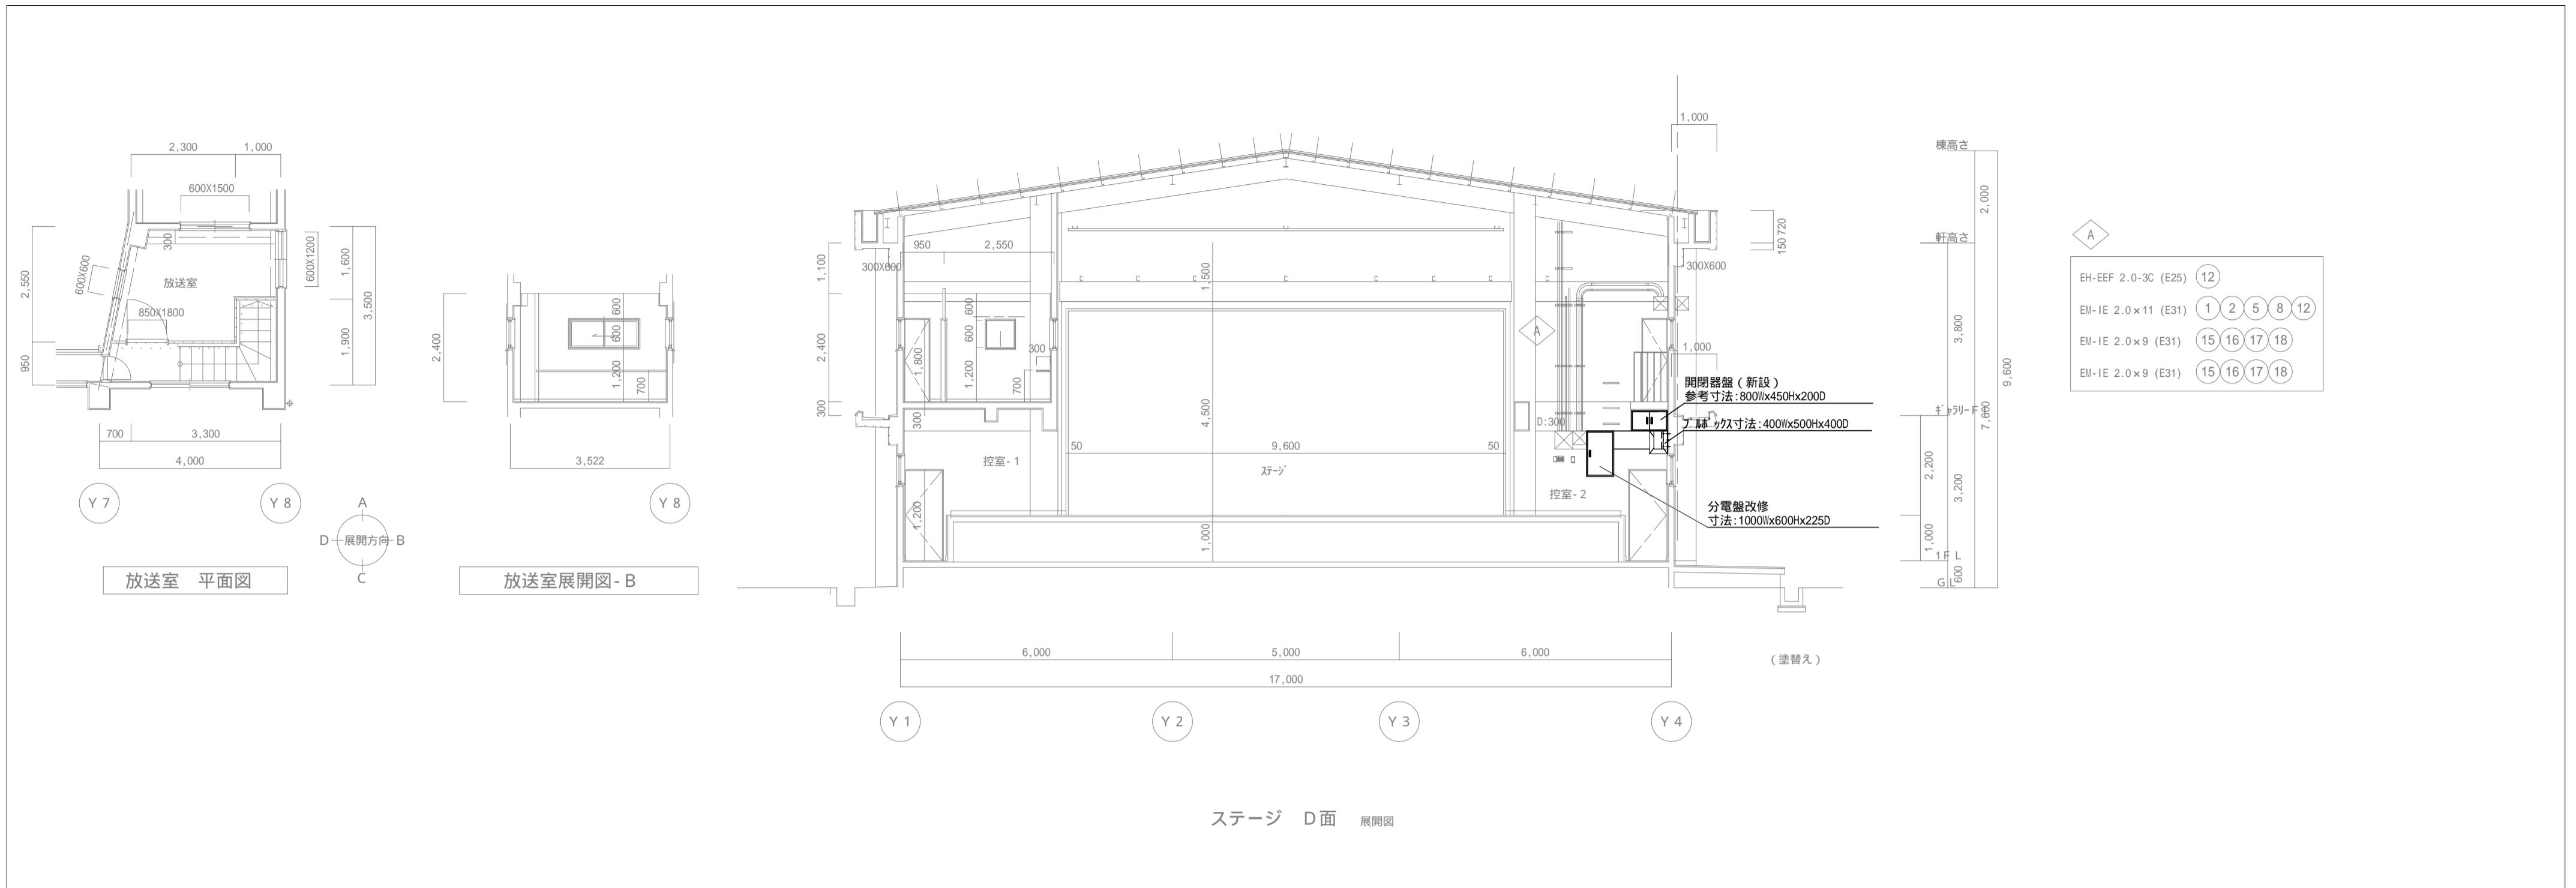 2,300
1,000
600X1500
300
600X1200
1,600
3,500
1,900
2,550
950
600X600
放送室
850X1800
700
3,300
4,000
Y 7
Y 8
A
D
展開方向
B
C
放送室 平面図
2,400
600
600
1,200
700
3,522
Y 8
放送室展開図-B
1,000
950
2,550
300X600
1,100
2,400
300
600
600
1,200
1,800
300
700
300
1,500
4,500
1,000
50
9,600
50
ステージ
控室-1
1,200
A
D:300
控室-2
300X600
150
720
1,000
開閉器盤(新設)
参考寸法:800Wx450Hx200D
プルボックス寸法:400Wx500Hx400D
分電盤改修
寸法:1000Wx600Hx225D
棟高さ
軒高さ
ギャラリーF
1F L
G L
2,000
3,800
7,600
9,600
2,200
3,200
1,000
600
6,000
5,000
6,000
17,000
(塗替え)
Y 1
Y 2
Y 3
Y 4
A
EH-EEF 2.0-3C (E25) 12
EM-IE 2.0×11 (E31) 1 2 5 8 12
EM-IE 2.0×9 (E31) 15 16 17 18
EM-IE 2.0×9 (E31) 15 16 17 18
ステージ D面 展開図